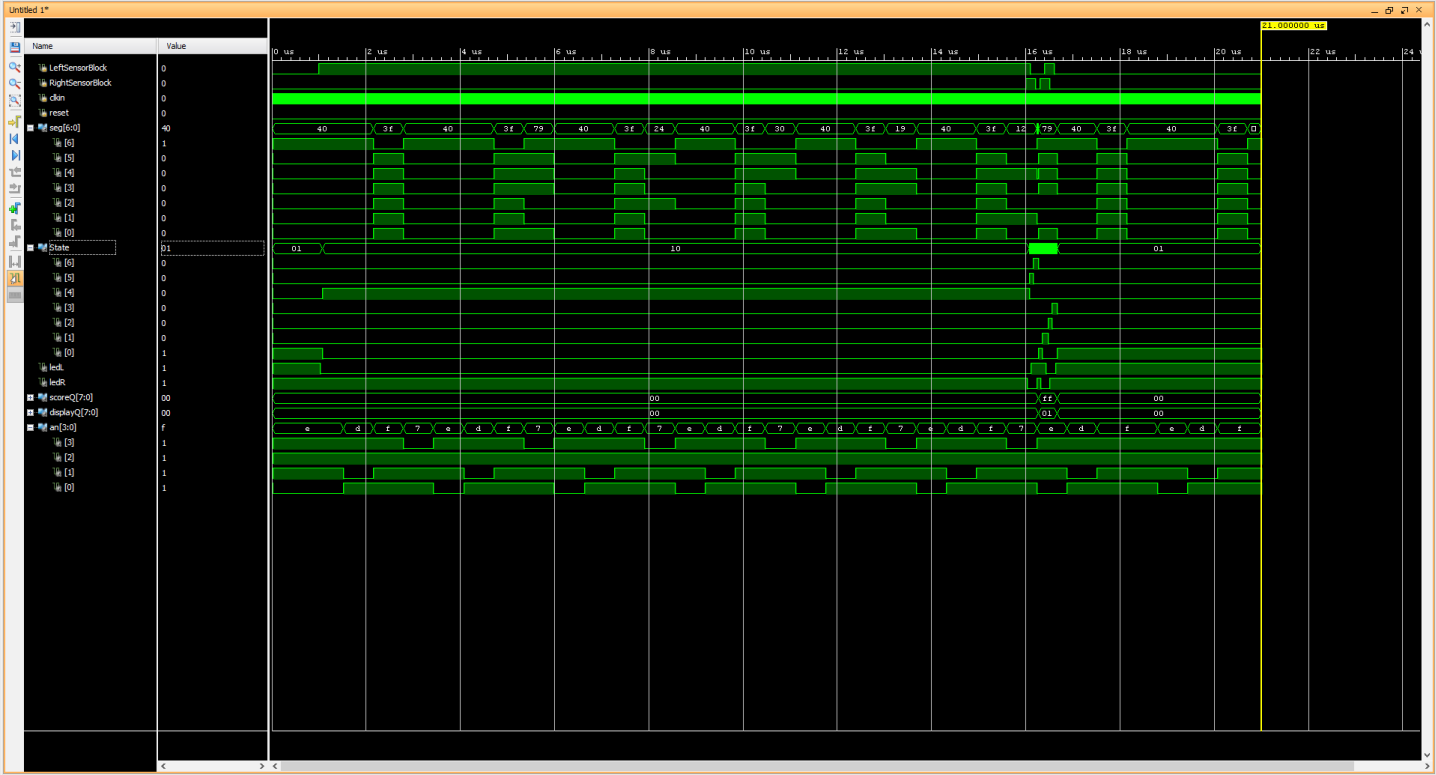 Untitled 1*
21.000000 us
Name Value
0 us 2 us 4 us 6 us 8 us 10 us 12 us 14 us 16 us 18 us 20 us 22 us 24
LeftSensorBlock 0
RightSensorBlock 0
clkin 0
reset 0
seg[6:0] 40 40 3f 40 3f 79 40 3f 24 40 3f 30 40 3f 19 40 3f 12 79 40 3f 40 3f
[6] 1
[5] 0
[4] 0
[3] 0
[2] 0
[1] 0
[0] 0
State 01 01 10 01
[6] 0
[5] 0
[4] 0
[3] 0
[2] 0
[1] 0
[0] 1
ledL 1
ledR 1
scoreQ[7:0] 00 00 ff 00
displayQ[7:0] 00 00 01 00
an[3:0] f e d f 7 e d f 7 e d f 7 e d f 7 e d f 7 e d f 7 e d f e d f
[3] 1
[2] 1
[1] 1
[0] 1